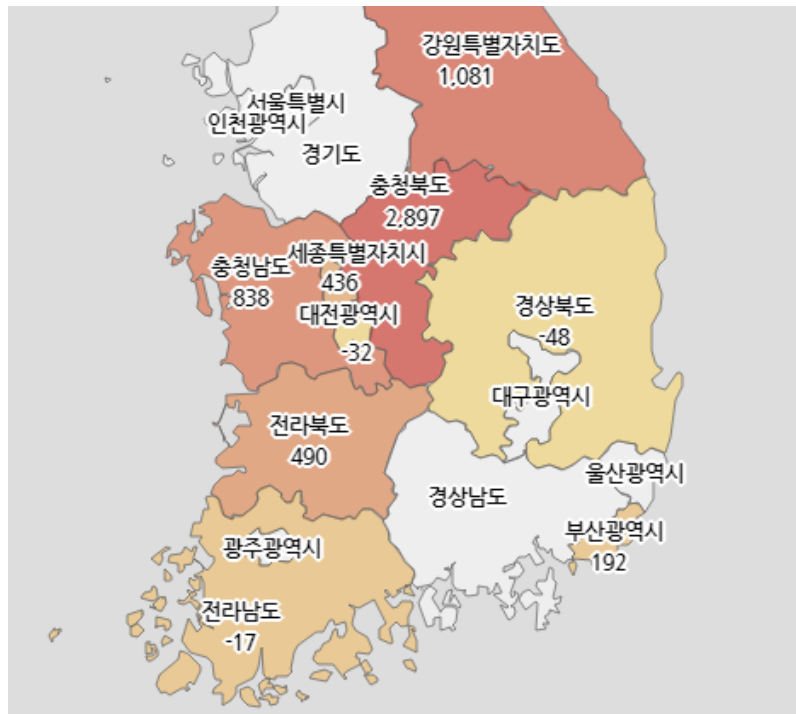 강원특별자치도
1,081
서울특별시
인천광역시
경기도
충청북도
2,897
세종특별자치시
436
충청남도
838
대전광역시
-32
경상북도
-48
대구광역시
전라북도
490
경상남도
울산광역시
부산광역시
192
광주광역시
전라남도
-17